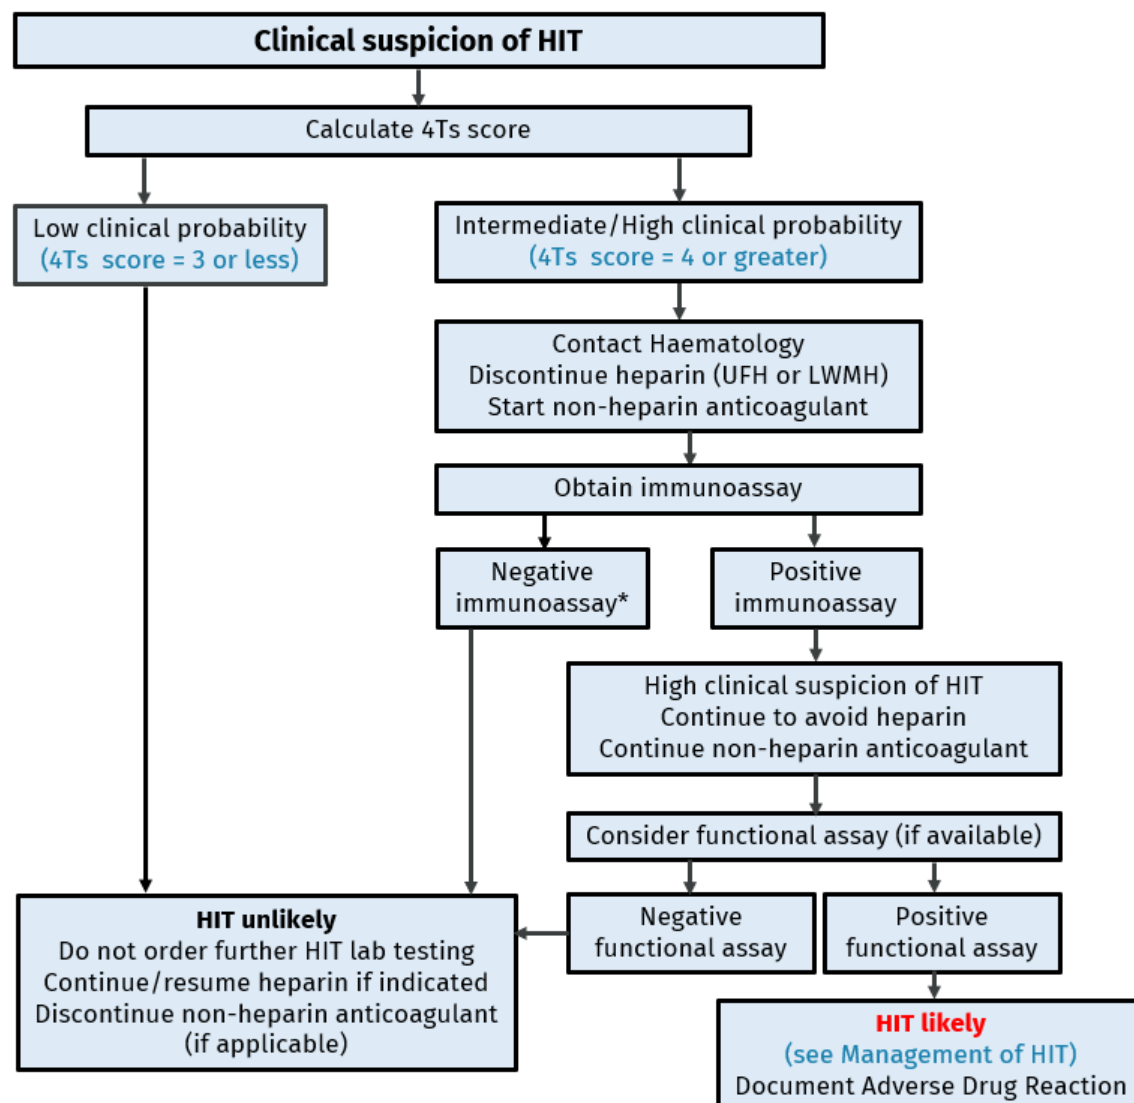 Clinical suspicion of HIT
Calculate 4Ts score
Low clinical probability
(4Ts score = 3 or less)
Intermediate/High clinical probability
(4Ts score = 4 or greater)
Contact Haematology
Discontinue heparin (UFH or LWMH)
Start non-heparin anticoagulant
Obtain immunoassay
Negative
immunoassay*
Positive
immunoassay
High clinical suspicion of HIT
Continue to avoid heparin
Continue non-heparin anticoagulant
Consider functional assay (if available)
Negative
functional assay
Positive
functional assay
HIT unlikely
Do not order further HIT lab testing
Continue/resume heparin if indicated
Discontinue non-heparin anticoagulant
(if applicable)
HIT likely
(see Management of HIT)
Document Adverse Drug Reaction